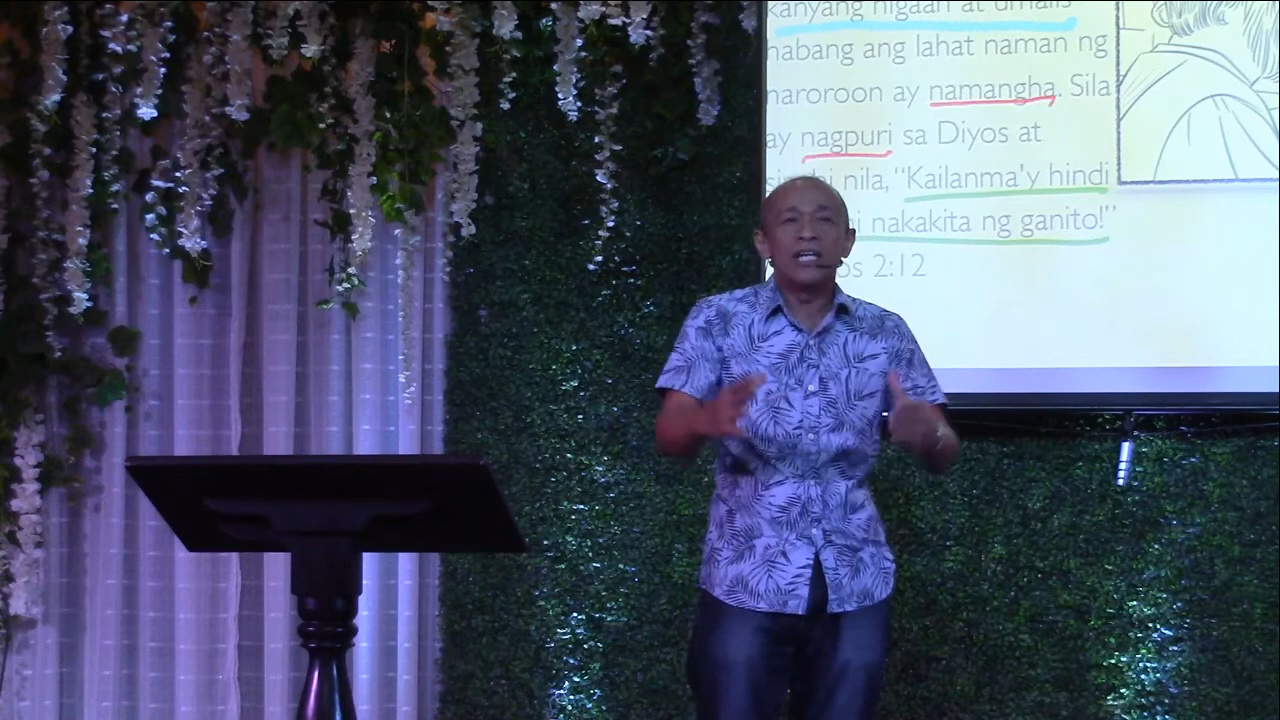 kanyang higaan at umalis
habang ang lahat naman ng
naroroon ay namangha. Sila
ay nagpuri sa Diyos at
nila, “Kailanma'y hindi
nakakita ng ganito!”
2:12